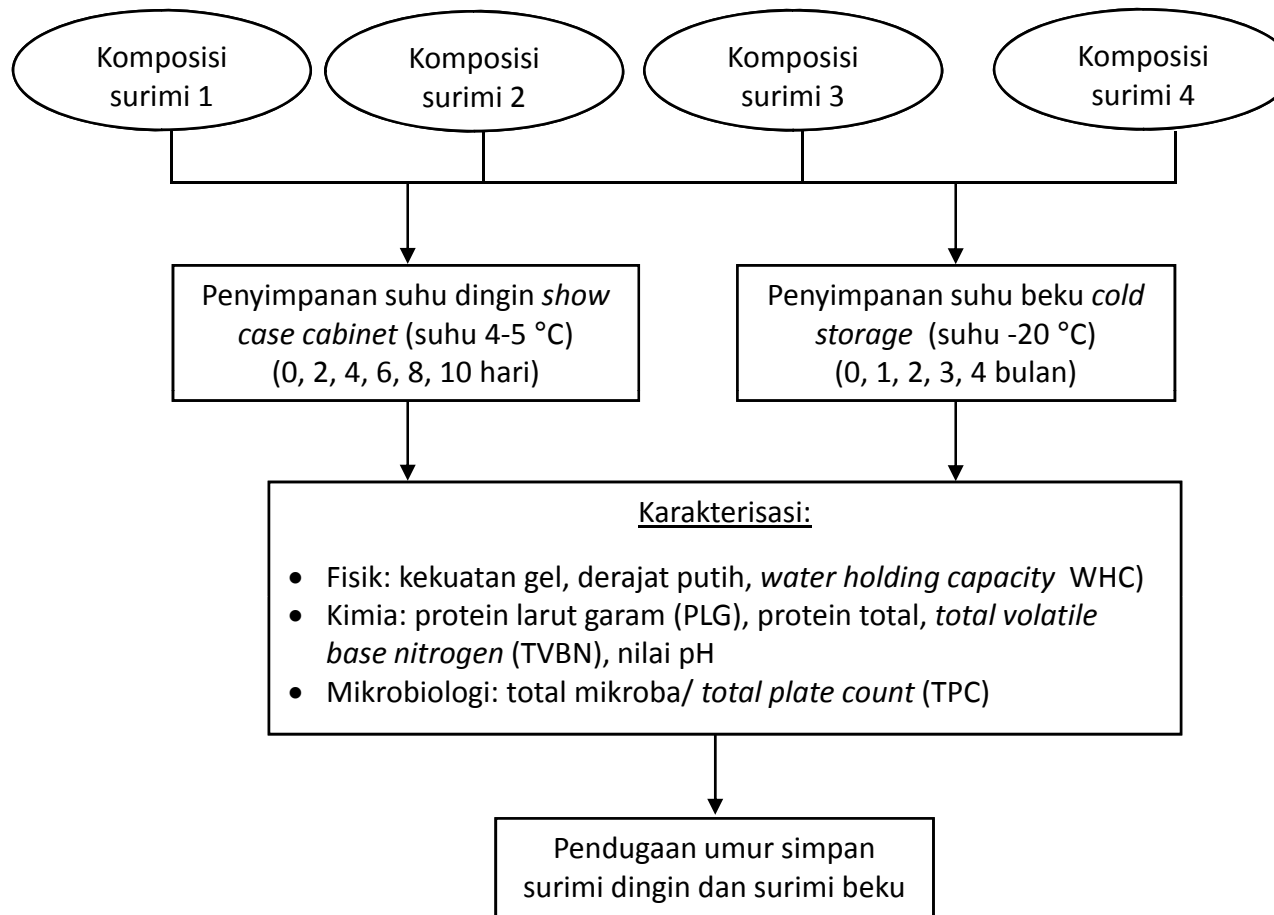 Komposisi
surimi 1
Komposisi
surimi 2
Komposisi
surimi 3
Komposisi
surimi 4
Penyimpanan suhu dingin show
case cabinet (suhu 4-5 °C)
(0, 2, 4, 6, 8, 10 hari)
Penyimpanan suhu beku cold
storage (suhu -20 °C)
(0, 1, 2, 3, 4 bulan)
Karakterisasi:
• Fisik: kekuatan gel, derajat putih, water holding capacity WHC)
• Kimia: protein larut garam (PLG), protein total, total volatile
base nitrogen (TVBN), nilai pH
• Mikrobiologi: total mikroba/ total plate count (TPC)
Pendugaan umur simpan
surimi dingin dan surimi beku